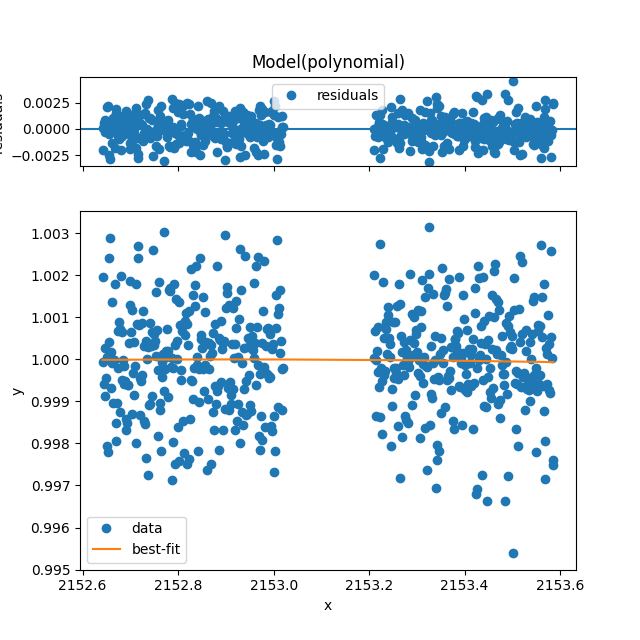 Model(polynomial)
0.0025
0.0000
−0.0025
residuals
residuals
1.003
1.002
1.001
1.000
0.999
0.998
0.997
0.996
0.995
y
data
best-fit
2152.6 2152.8 2153.0 2153.2 2153.4 2153.6
x